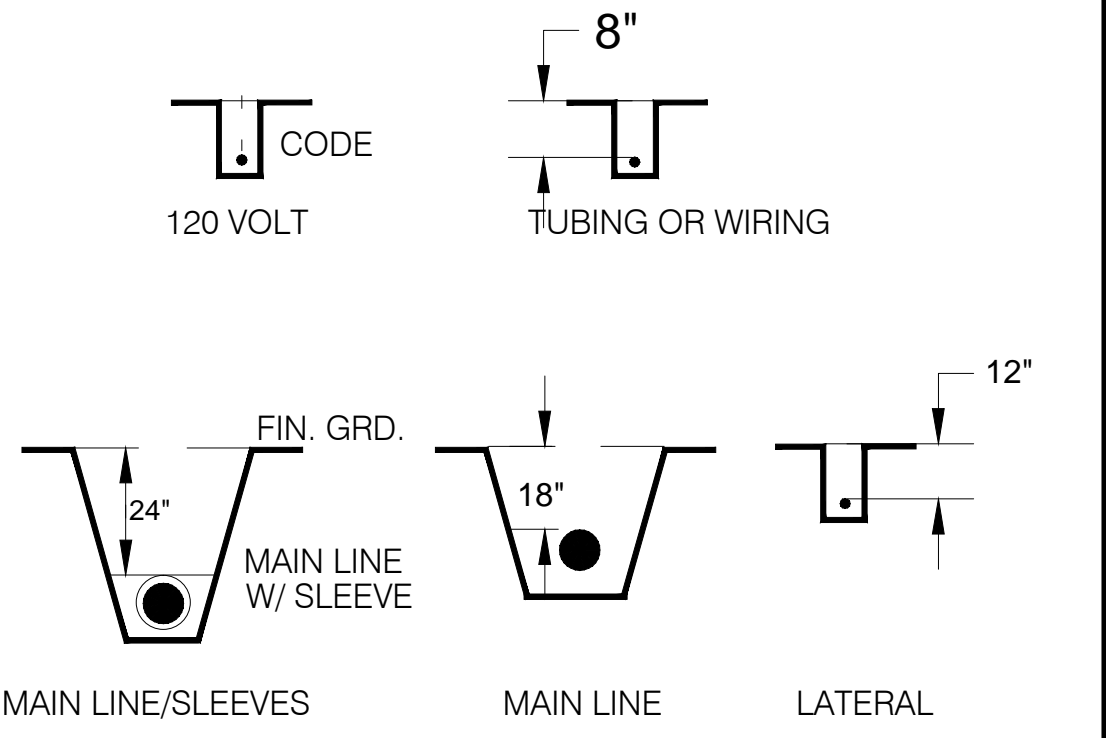 8"
CODE
120 VOLT
TUBING OR WIRING
12"
FIN. GRD.
24"
18"
MAIN LINE
W/ SLEEVE
MAIN LINE/SLEEVES
MAIN LINE
LATERAL